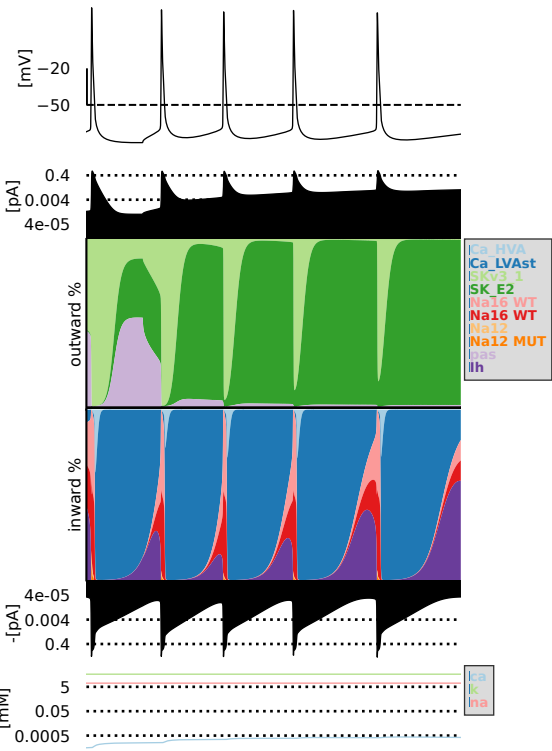 [mV]
−20
−50
[pA]
0.4
0.004
4e-05
outward %
Ca_HVA
Ca_LVAst
SKv3_1
SK_E2
Na16 WT
Na16 WT
Na12
Na12 MUT
pas
Ih
inward %
-[pA]
4e-05
0.004
0.4
[mM]
5
0.05
0.0005
ca
k
na